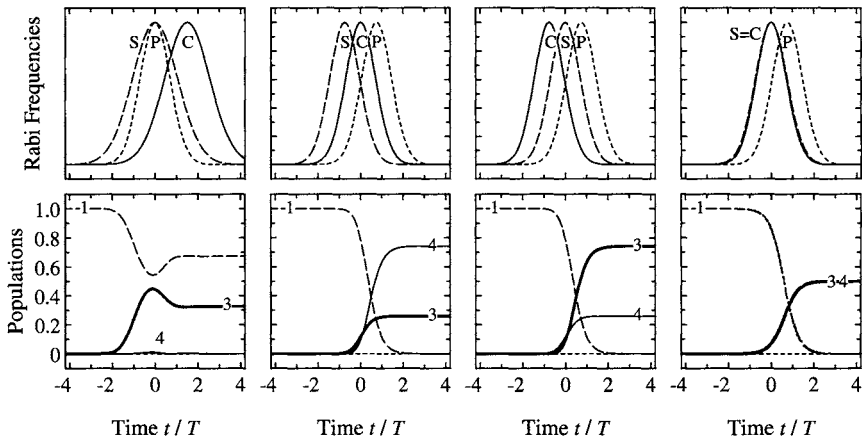 Rabi Frequencies
S P C
S C P
C S P
S=C P
Populations
1.0
0.8
0.6
0.4
0.2
0
1 3 4
1 4 3
1 3 4
1 3·4
-4 -2 0 2 4
-4 -2 0 2 4
-4 -2 0 2 4
-4 -2 0 2 4
Time t / T
Time t / T
Time t / T
Time t / T